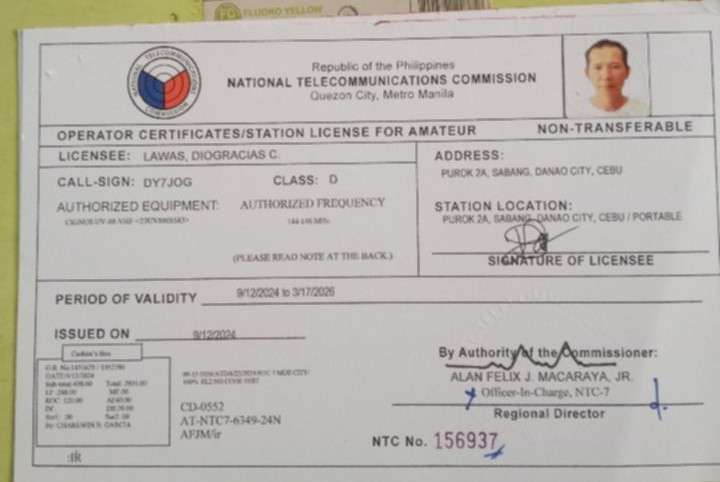 FG FLUORO YELLOW
NATIONAL TELECOMMUNICATIONS COMMISSION
Republic of the Philippines
NATIONAL TELECOMMUNICATIONS COMMISSION
Quezon City, Metro Manila
OPERATOR CERTIFICATES/STATION LICENSE FOR AMATEUR NON-TRANSFERABLE
LICENSEE: LAWAS, DIOGRACIAS C.
CALL-SIGN: DY7JOG CLASS: D
AUTHORIZED EQUIPMENT: AUTHORIZED FREQUENCY
144-146 MHz
(PLEASE READ NOTE AT THE BACK.)
ADDRESS:
PUROK 2A, SABANG, DANAO CITY, CEBU
STATION LOCATION:
PUROK 2A, SABANG, DANAO CITY, CEBU / PORTABLE
SIGNATURE OF LICENSEE
PERIOD OF VALIDITY 9/12/2024 to 3/17/2026
ISSUED ON 9/12/2024
Cashier's Box
CD-0552
AT-NTC7-6349-24N
AFJM/ir
:IR
By Authority of the Commissioner:
ALAN FELIX J. MACARAYA, JR.
Officer-In-Charge, NTC-7
Regional Director
NTC No. 156937